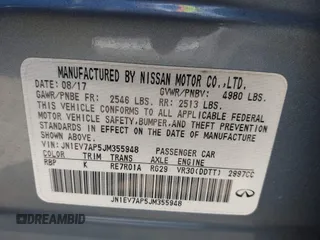 MANUFACTURED BY NISSAN MOTOR CO.,LTD.
DATE: 08/17 GVWR/PNBV: 4980 LBS.
GAWR/PNBE FR: 2546 LBS. RR: 2513 LBS.
THIS VEHICLE CONFORMS TO ALL APPLICABLE FEDERAL
MOTOR VEHICLE SAFETY,BUMPER,AND THEFT
PREVENTION STANDARDS IN EFFECT ON THE DATE OF MANUFACTURE
SHOWN ABOVE.
VIN: JN1EV7AP5JM355948 PASSENGER CAR
COLOR TRIM TRANS AXLE ENGINE
RBP K RE7R01A RG29 VR30(DDTT) 2997CC
JN1EV7AP5JM355948
DREAMBID